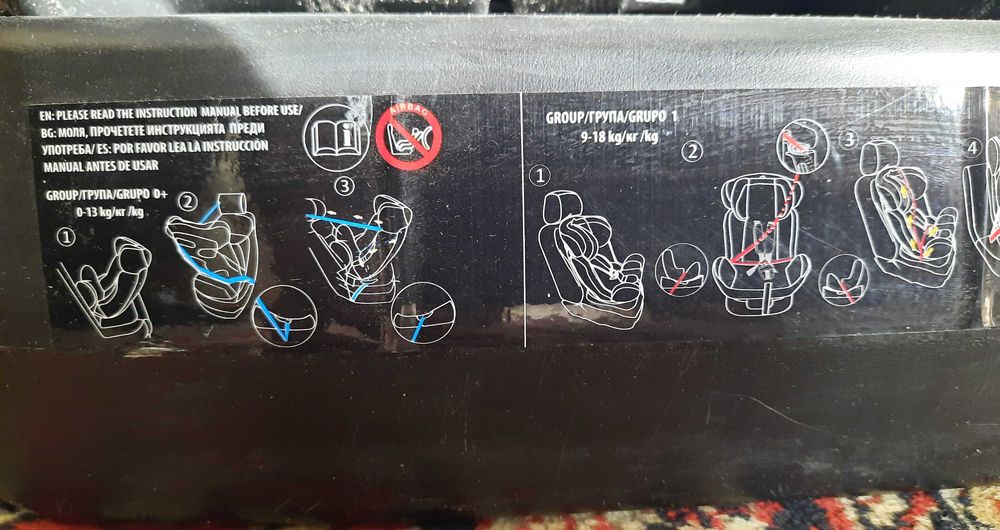 EN: PLEASE READ THE INSTRUCTION MANUAL BEFORE USE/
BG: МОЛЯ, ПРОЧЕТЕТЕ ИНСТРУКЦИЯТА ПРЕДИ
УПОТРЕБА/ ES: POR FAVOR LEA LA INSTRUCCIÓN
MANUAL ANTES DE USAR
AIRBAG
GROUP/ГРУПА/GRUPO 0+
0-13 kg/кг /kg
1
2
3
GROUP/ГРУПА/GRUPO 1
9-18 kg/кг /kg
1
2
3
4